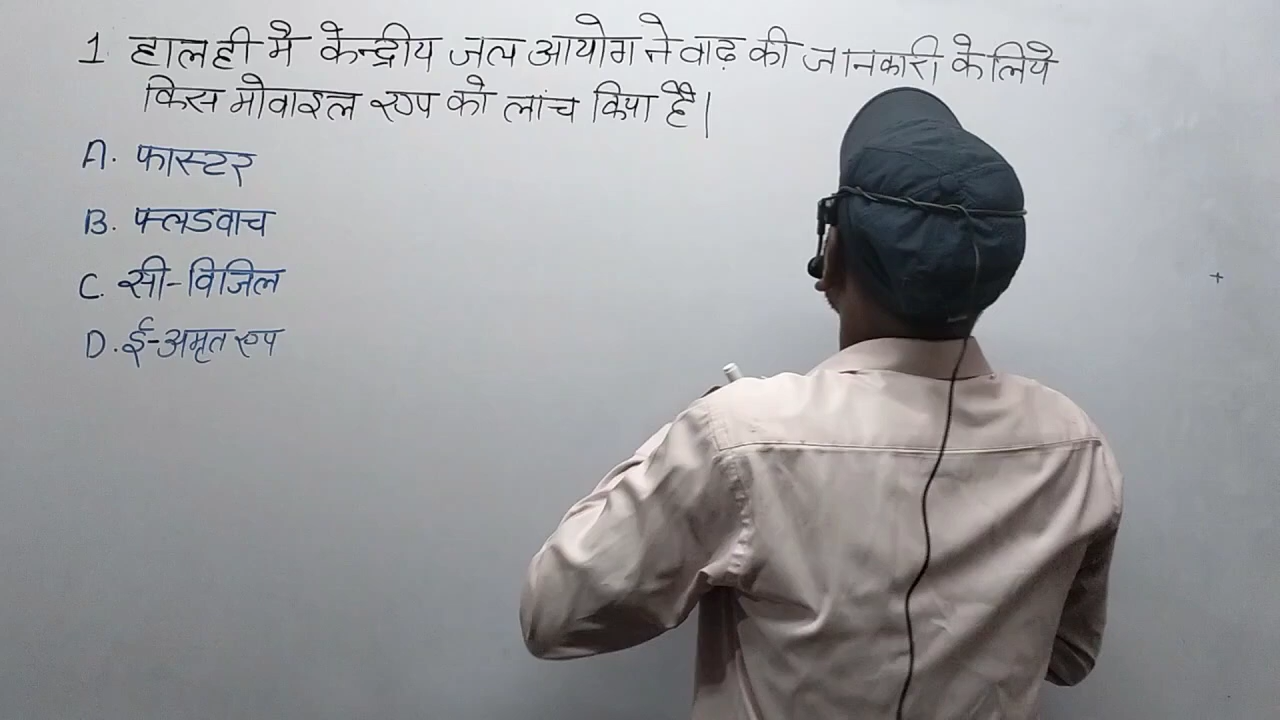 1 हालही मे केन्द्रीय जल आयोग ने वाढ़ की जानकारी के लिये
किस मोवाइल एप को लांच किया है।
A. फास्टर
B. फ्लडवाच
C. सी-विजिल
D. ई-अमृत एप